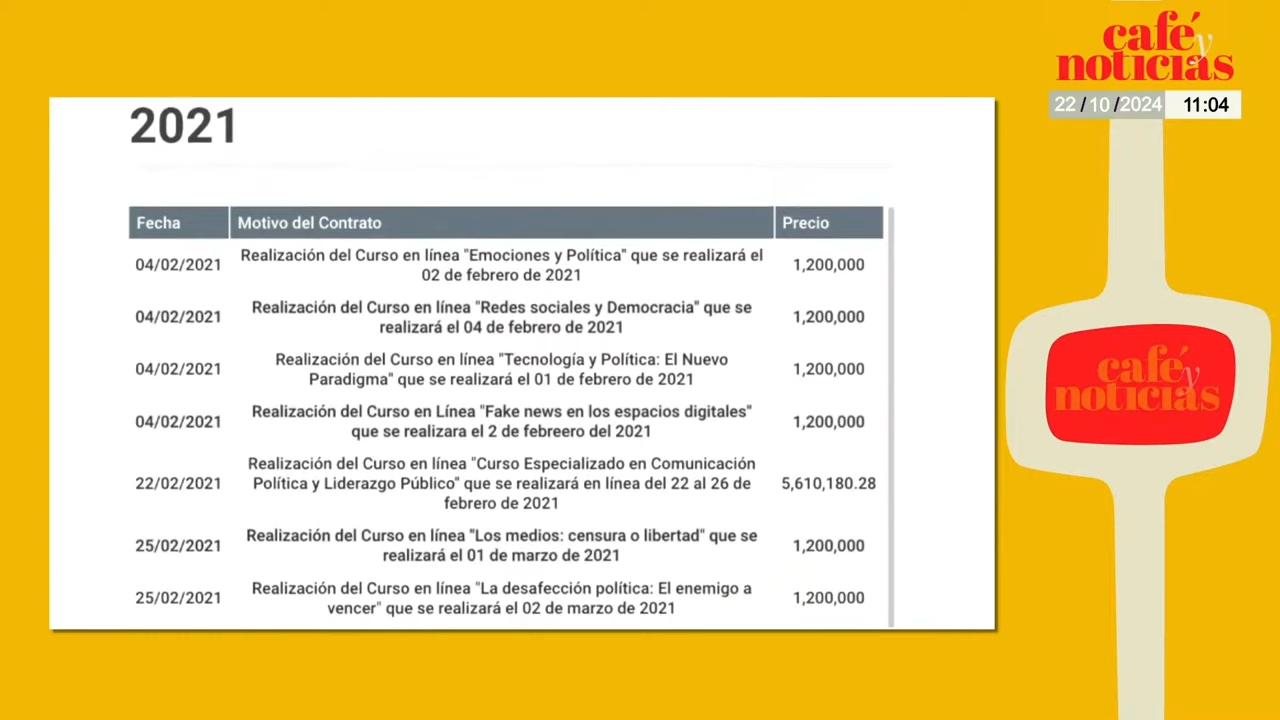 café y
noticias
22 / 10 / 2024 11:04
2021
Fecha Motivo del Contrato Precio
04/02/2021 Realización del Curso en línea "Emociones y Política" que se realizará el 1,200,000
02 de febrero de 2021
04/02/2021 Realización del Curso en línea "Redes sociales y Democracia" que se 1,200,000
realizará el 04 de febrero de 2021
04/02/2021 Realización del Curso en línea "Tecnología y Política: El Nuevo 1,200,000
Paradigma" que se realizará el 01 de febrero de 2021
04/02/2021 Realización del Curso en Línea "Fake news en los espacios digitales" 1,200,000
que se realizara el 2 de febreero del 2021
Realización del Curso en línea "Curso Especializado en Comunicación
22/02/2021 Política y Liderazgo Público" que se realizará en línea del 22 al 26 de 5,610,180.28
febrero de 2021
25/02/2021 Realización del Curso en línea "Los medios: censura o libertad" que se 1,200,000
realizará el 01 de marzo de 2021
25/02/2021 Realización del Curso en línea "La desafección política: El enemigo a 1,200,000
vencer" que se realizará el 02 de marzo de 2021
café y
noticias